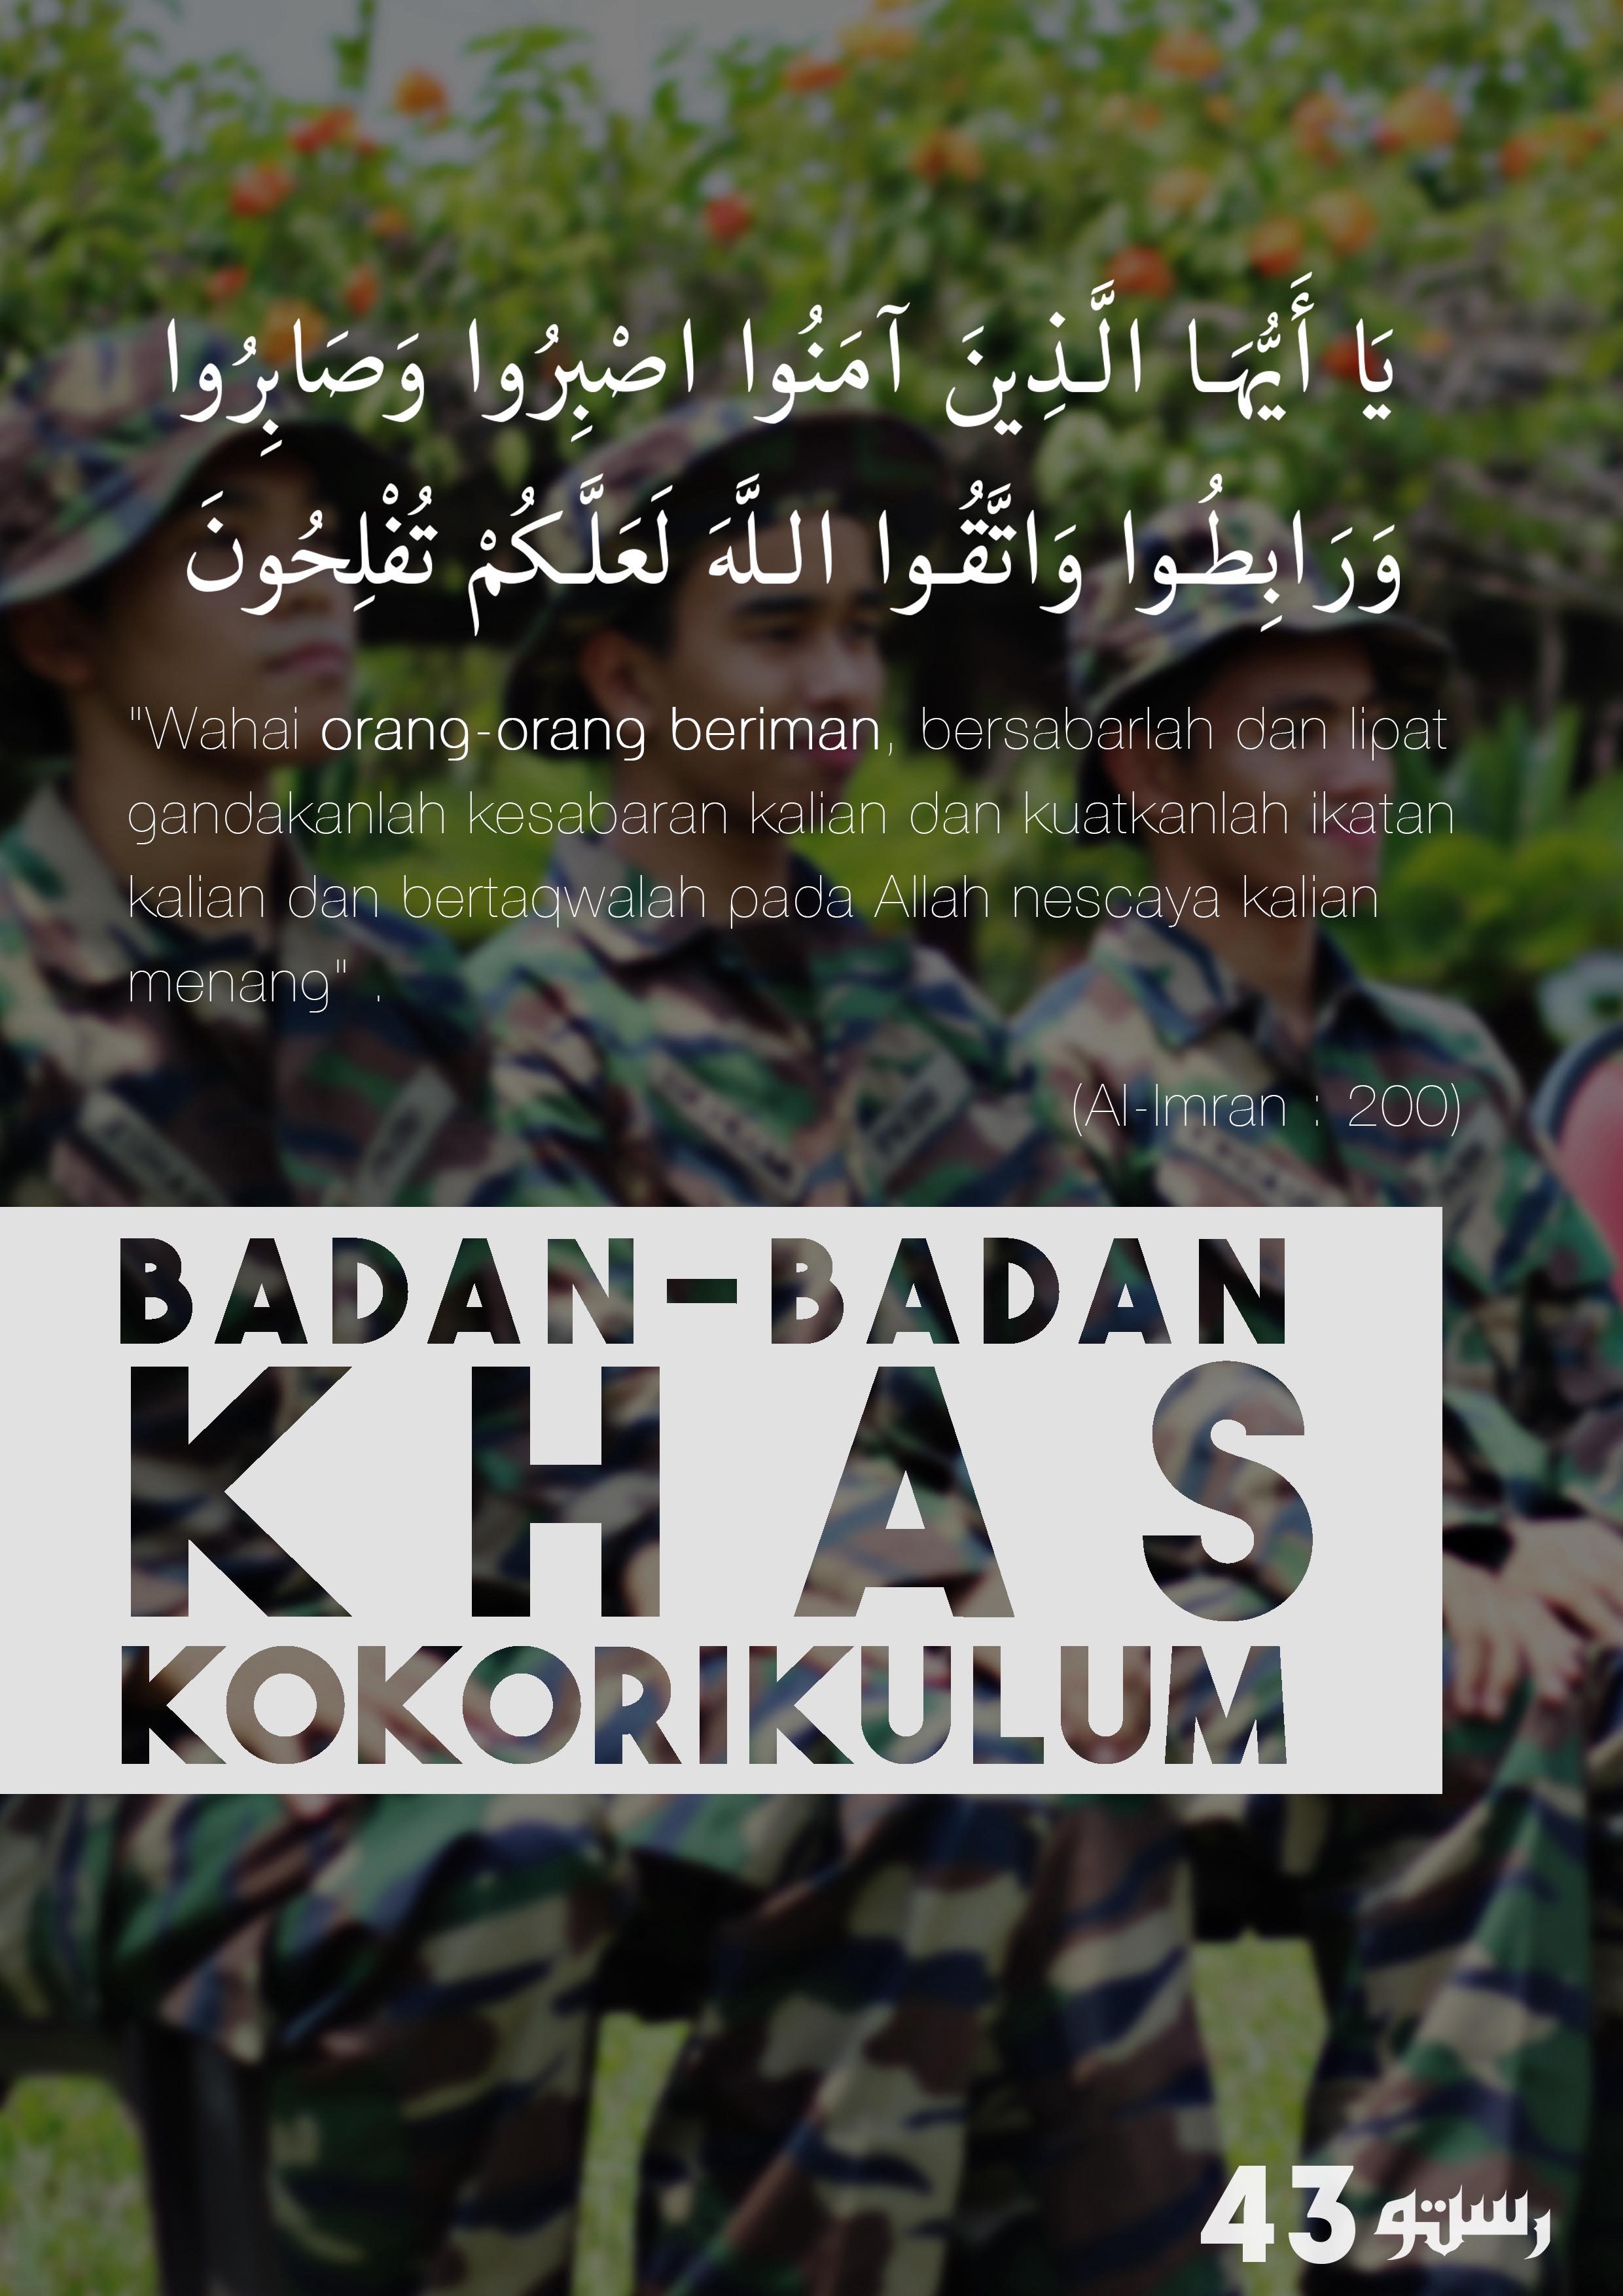 يَا أَيُّهَا الَّذِينَ آمَنُوا اصْبِرُوا وَصَابِرُوا
وَرَابِطُوا وَاتَّقُوا اللَّهَ لَعَلَّكُمْ تُفْلِحُونَ
"Wahai orang-orang beriman, bersabarlah dan lipat
gandakanlah kesabaran kalian dan kuatkanlah ikatan
kalian dan bertaqwalah pada Allah nescaya kalian
menang" .
(Al-Imran : 200)
BADAN-BADAN
KHAS
KOKORIKULUM
43 رستو